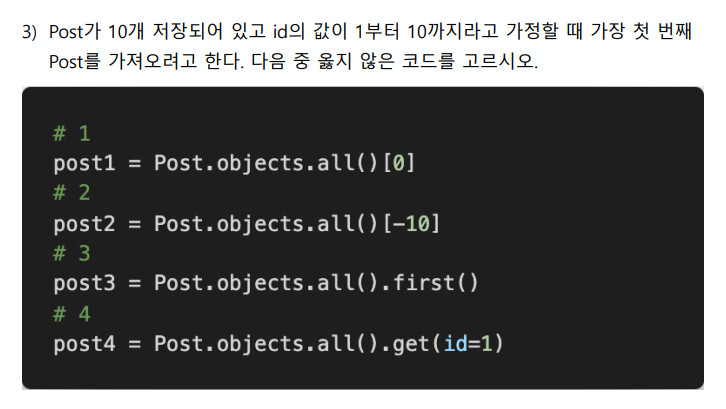 3) Post가 10개 저장되어 있고 id의 값이 1부터 10까지라고 가정할 때 가장 첫 번째
Post를 가져오려고 한다. 다음 중 옳지 않은 코드를 고르시오.
# 1
post1 = Post.objects.all()[0]
# 2
post2 = Post.objects.all()[-10]
# 3
post3 = Post.objects.all().first()
# 4
post4 = Post.objects.all().get(id=1)